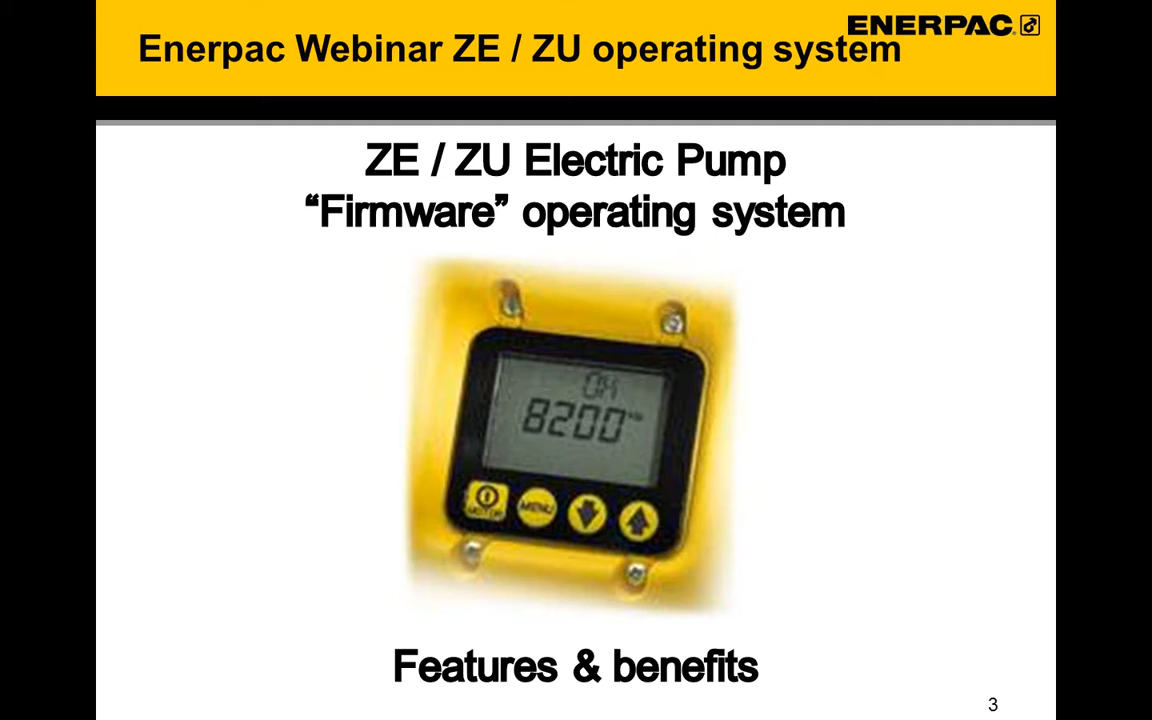 Enerpac Webinar ZE / ZU operating system
ENERPAC
ZE / ZU Electric Pump
“Firmware” operating system
OK
8200
MOTOR
MENU
Features & benefits
3